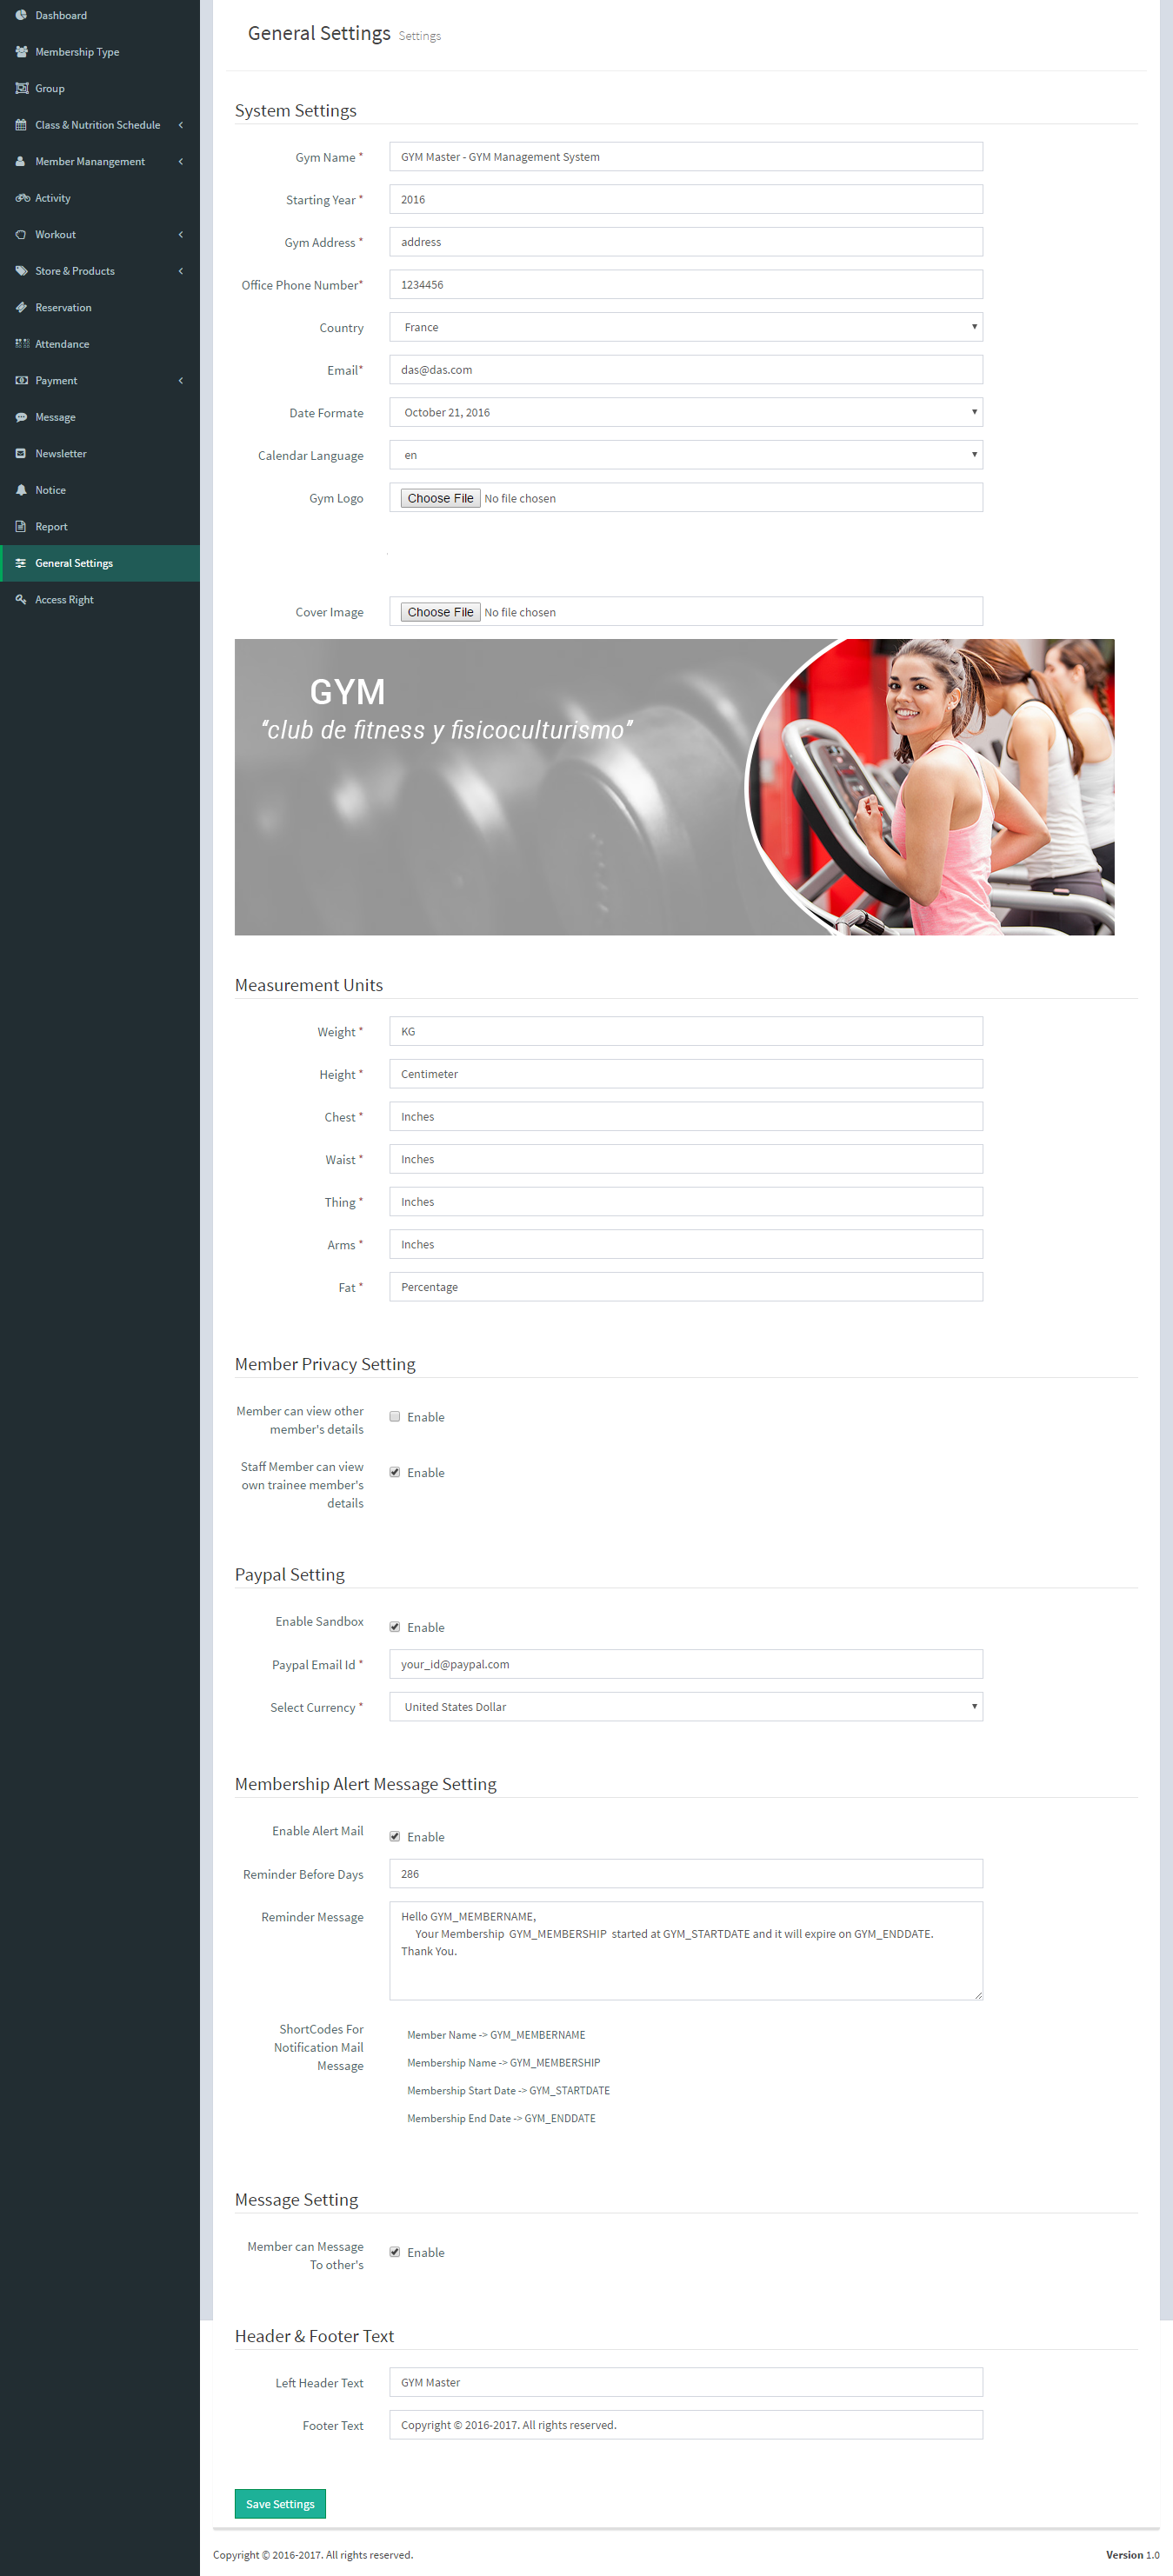 Dashboard
Membership Type
Group
Class & Nutrition Schedule
Member Manangement
Activity
Workout
Store & Products
Reservation
Attendance
Payment
Message
Newsletter
Notice
Report
General Settings
Access Right
General Settings Settings
System Settings
Gym Name * GYM Master - GYM Management System
Starting Year * 2016
Gym Address * address
Office Phone Number* 1234456
Country France
Email* das@das.com
Date Formate October 21, 2016
Calendar Language en
Gym Logo Choose File No file chosen
Cover Image Choose File No file chosen
GYM
“club de fitness y fisicoculturismo”
Measurement Units
Weight * KG
Height * Centimeter
Chest * Inches
Waist * Inches
Thing * Inches
Arms * Inches
Fat * Percentage
Member Privacy Setting
Member can view other
member's details
Enable
Staff Member can view
own trainee member's
details
Enable
Paypal Setting
Enable Sandbox Enable
Paypal Email Id * your_id@paypal.com
Select Currency * United States Dollar
Membership Alert Message Setting
Enable Alert Mail Enable
Reminder Before Days 286
Reminder Message Hello GYM_MEMBERNAME,
Your Membership GYM_MEMBERSHIP started at GYM_STARTDATE and it will expire on GYM_ENDDATE.
Thank You.
ShortCodes For
Notification Mail
Message
Member Name -> GYM_MEMBERNAME
Membership Name -> GYM_MEMBERSHIP
Membership Start Date -> GYM_STARTDATE
Membership End Date -> GYM_ENDDATE
Message Setting
Member can Message
To other's
Enable
Header & Footer Text
Left Header Text GYM Master
Footer Text Copyright © 2016-2017. All rights reserved.
Save Settings
Copyright © 2016-2017. All rights reserved. Version 1.0